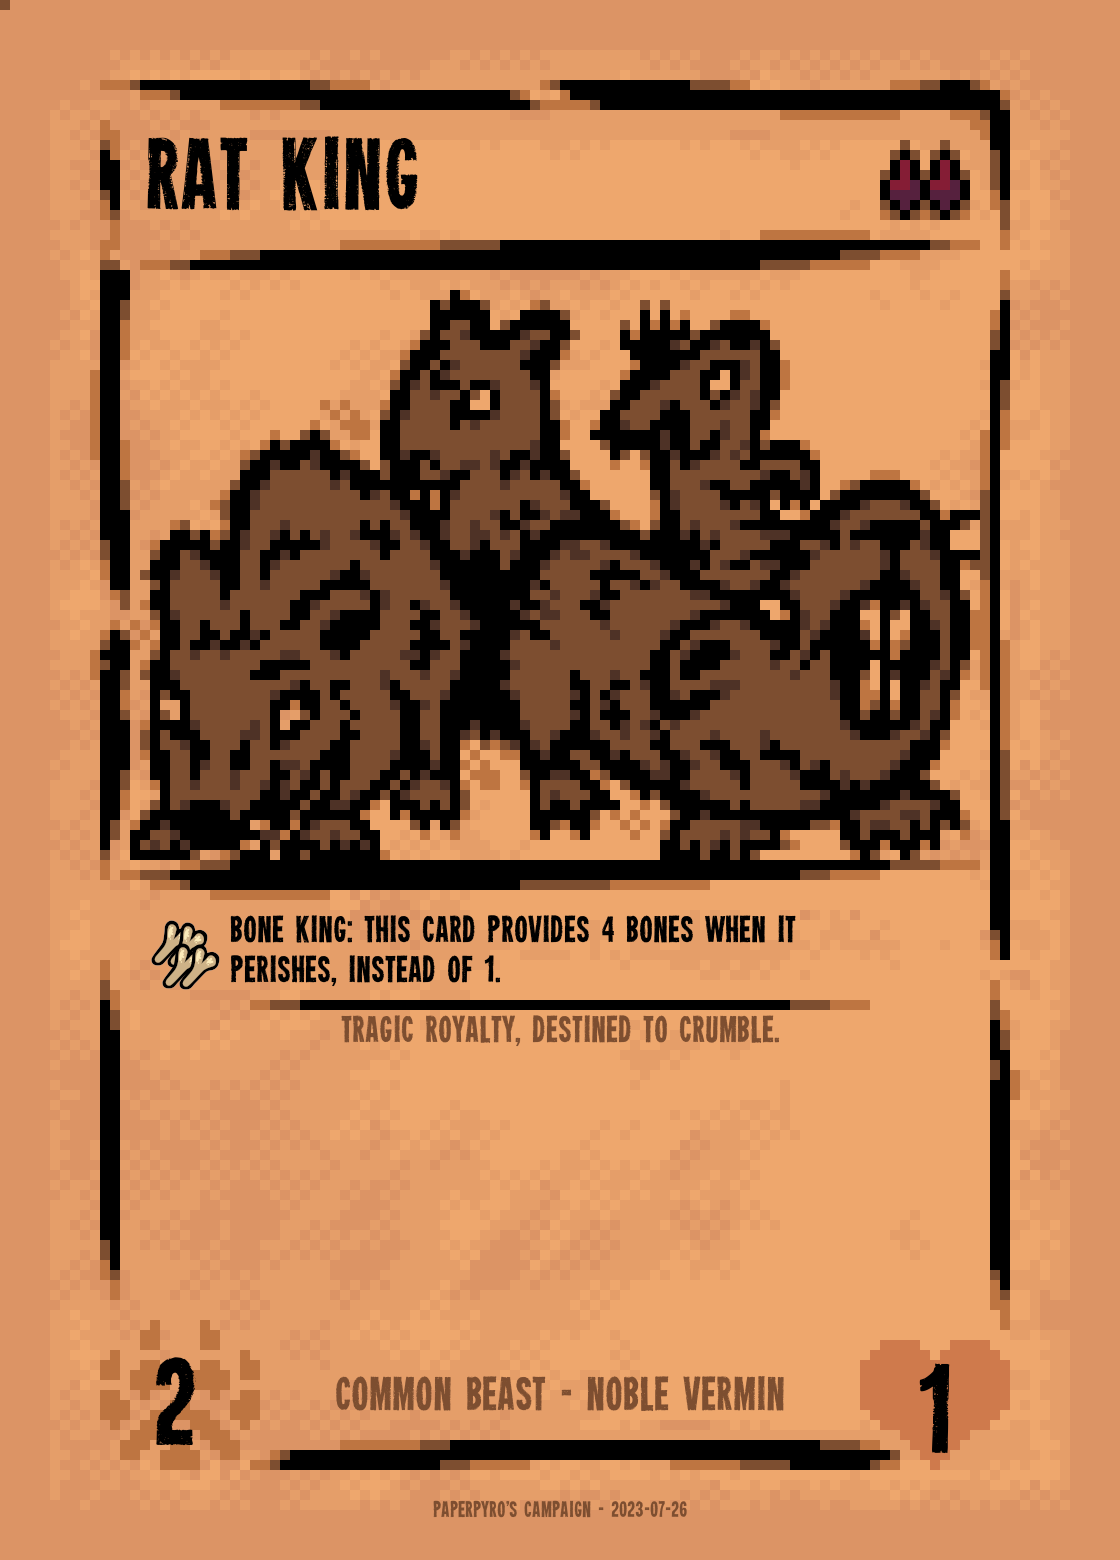 RAT KING
BONE KING: THIS CARD PROVIDES 4 BONES WHEN IT
PERISHES, INSTEAD OF 1.
TRAGIC ROYALTY, DESTINED TO CRUMBLE.
2
COMMON BEAST - NOBLE VERMIN
1
PAPERPYRO'S CAMPAIGN - 2023-07-26